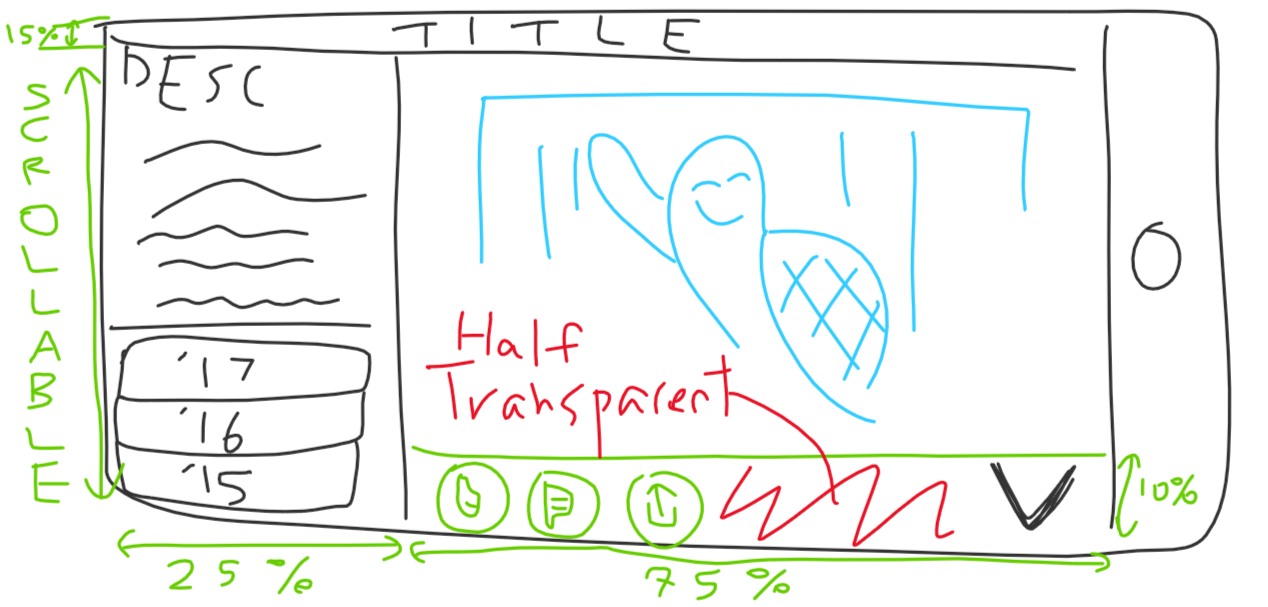 15%
TITLE
DESC
SCROLLABLE
'17
'16
'15
Half
Transparent
10%
25%
75%